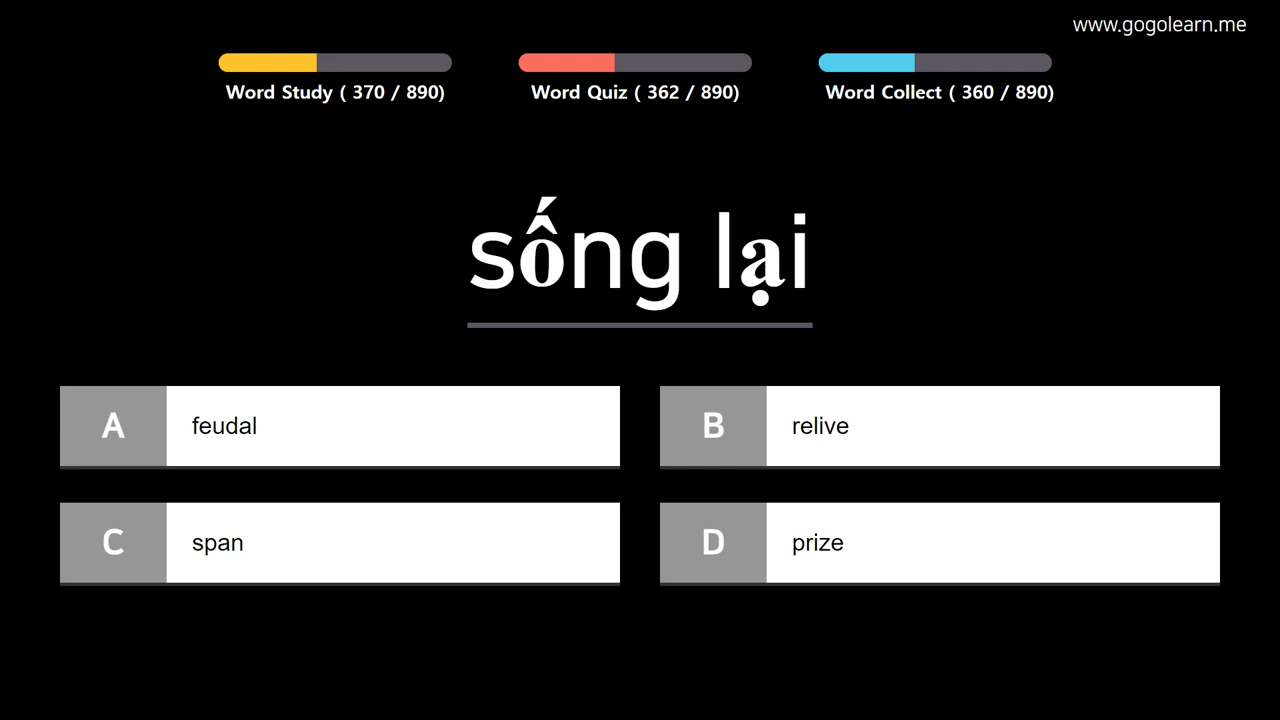 www.gogolearn.me
Word Study ( 370 / 890)
Word Quiz ( 362 / 890)
Word Collect ( 360 / 890)
sống lại
A feudal
B relive
C span
D prize